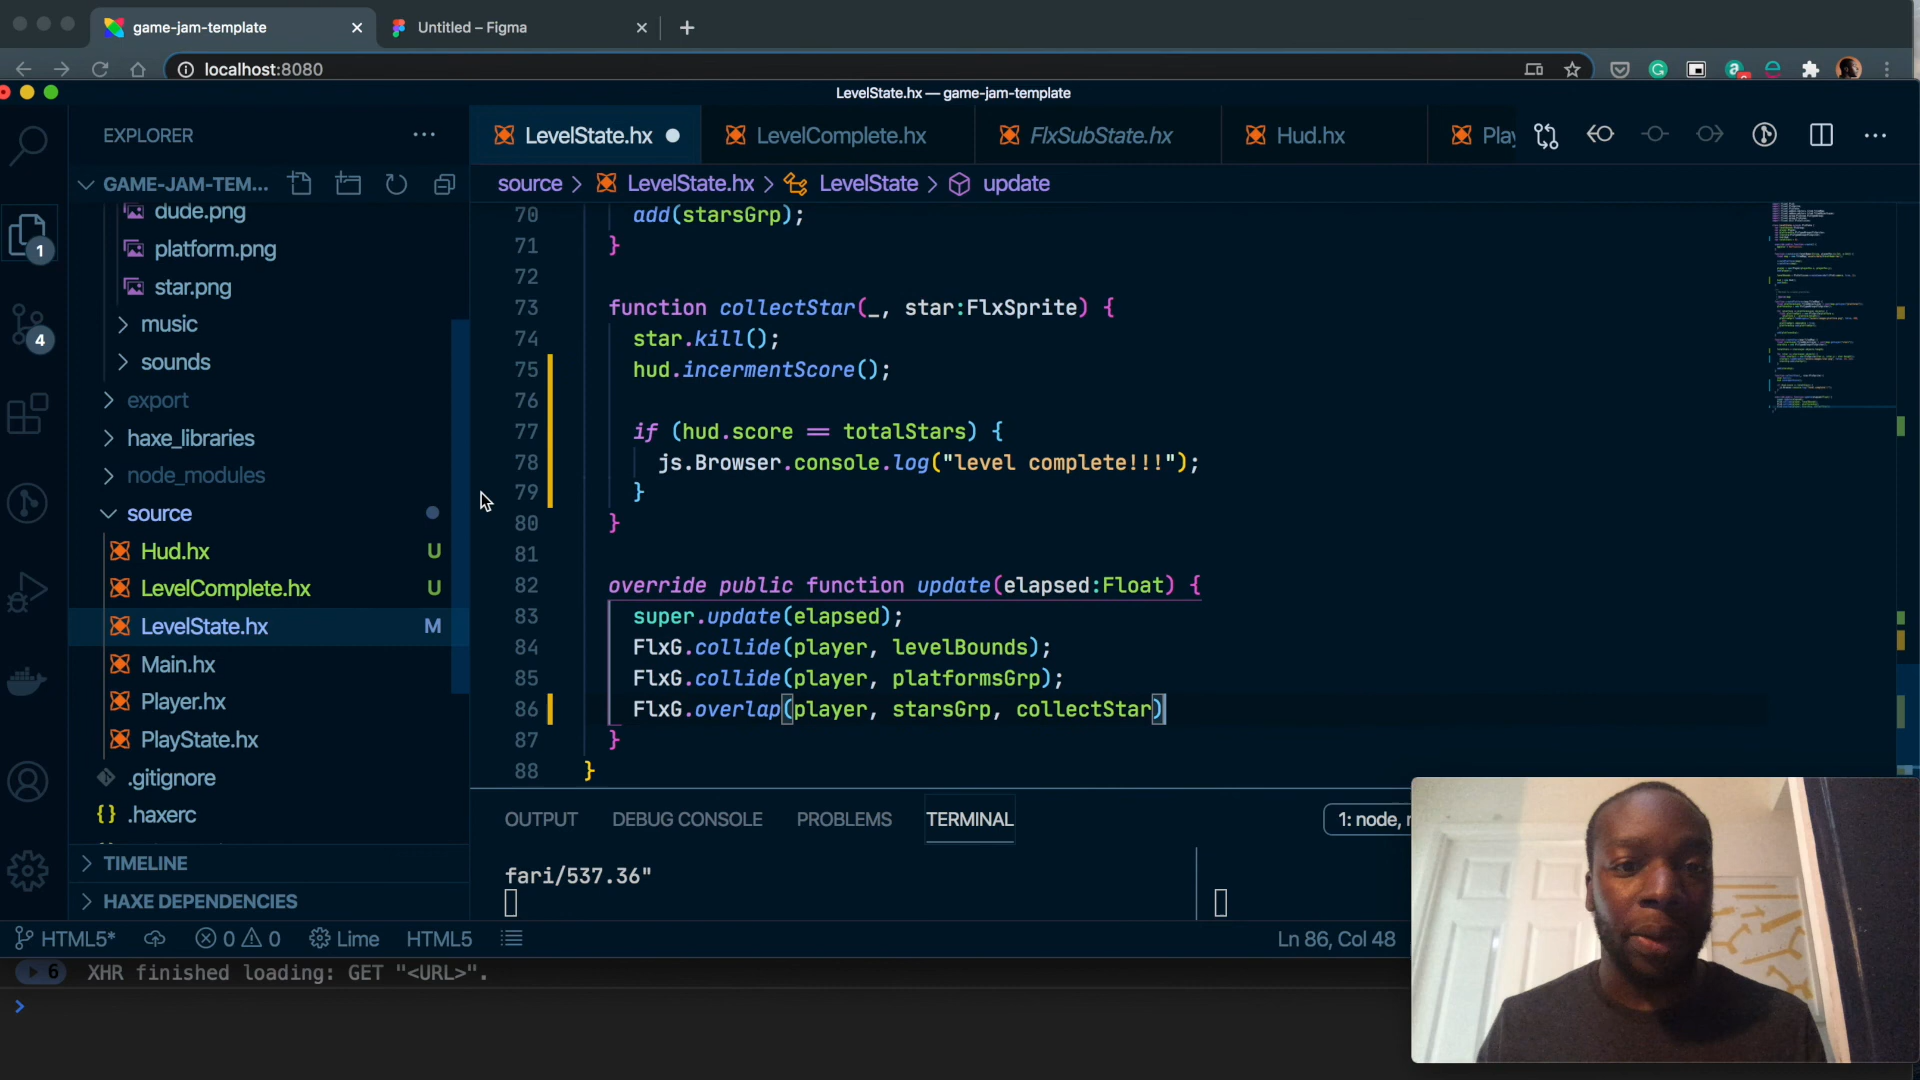 game-jam-template
Untitled – Figma
localhost:8080
LevelState.hx — game-jam-template
EXPLORER
LevelState.hx
LevelComplete.hx
FlxSubState.hx
Hud.hx
Play
GAME-JAM-TEM...
source > LevelState.hx > LevelState > update
dude.png
platform.png
star.png
music
sounds
export
haxe_libraries
node_modules
source
Hud.hx U
LevelComplete.hx U
LevelState.hx M
Main.hx
Player.hx
PlayState.hx
.gitignore
.haxerc
TIMELINE
HAXE DEPENDENCIES
1
4
70 add(starsGrp);
71 }
72
73 function collectStar(_, star:FlxSprite) {
74 star.kill();
75 hud.incermentScore();
76
77 if (hud.score == totalStars) {
78 js.Browser.console.log("level complete!!!");
79 }
80 }
81
82 override public function update(elapsed:Float) {
83 super.update(elapsed);
84 FlxG.collide(player, levelBounds);
85 FlxG.collide(player, platformsGrp);
86 FlxG.overlap(player, starsGrp, collectStar)
87 }
88 }
OUTPUT DEBUG CONSOLE PROBLEMS TERMINAL
1: node,
fari/537.36"
HTML5* 0 0 Lime HTML5
Ln 86, Col 48
6 XHR finished loading: GET "<URL>".
>